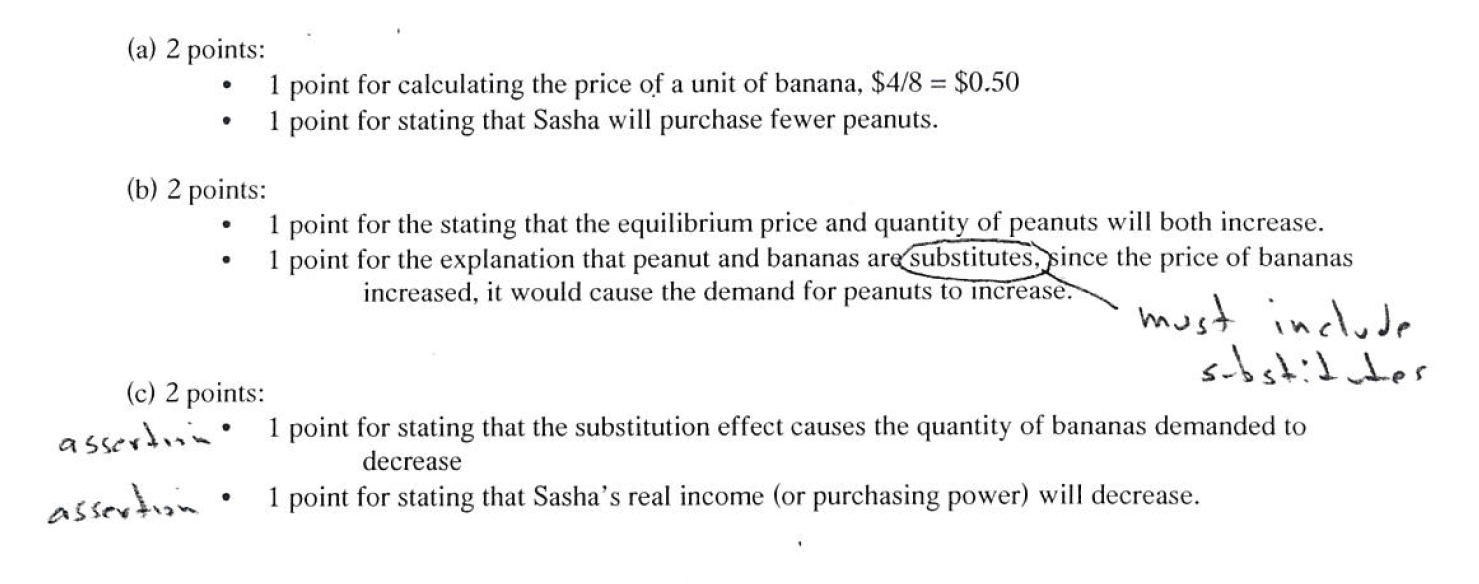 (a) 2 points:
• 1 point for calculating the price of a unit of banana, $4/8 = $0.50
• 1 point for stating that Sasha will purchase fewer peanuts.
(b) 2 points:
• 1 point for the stating that the equilibrium price and quantity of peanuts will both increase.
• 1 point for the explanation that peanut and bananas are substitutes, since the price of bananas
increased, it would cause the demand for peanuts to increase.
must include
substitutes
(c) 2 points:
assertion • 1 point for stating that the substitution effect causes the quantity of bananas demanded to
decrease
assertion • 1 point for stating that Sasha's real income (or purchasing power) will decrease.